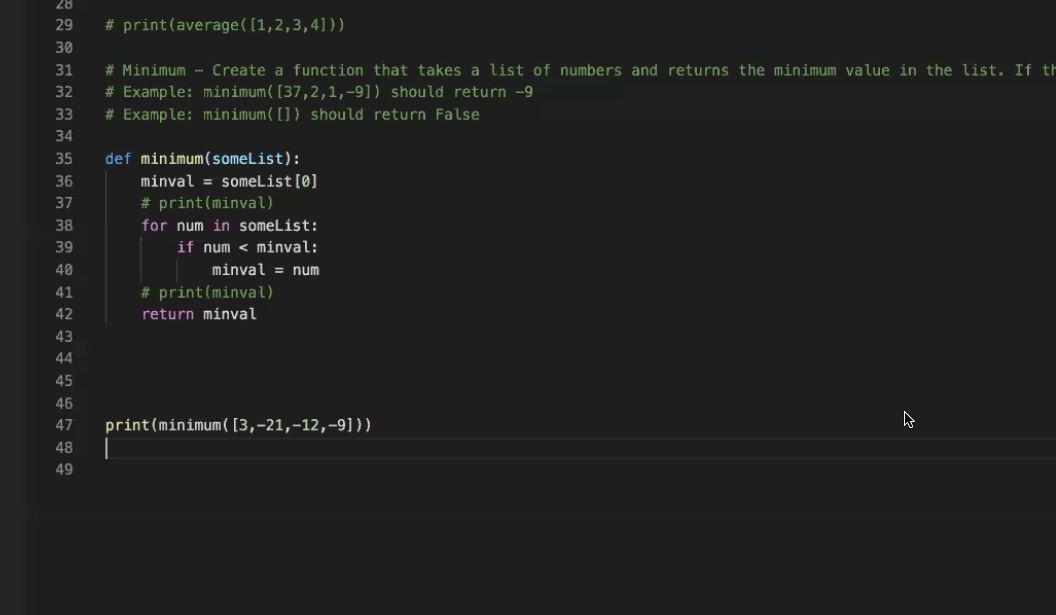 28
29 # print(average([1,2,3,4]))
30
31 # Minimum – Create a function that takes a list of numbers and returns the minimum value in the list. If
32 # Example: minimum([37,2,1,-9]) should return -9
33 # Example: minimum([]) should return False
34
35 def minimum(someList):
36     minval = someList[0]
37     # print(minval)
38     for num in someList:
39         if num < minval:
40             minval = num
41     # print(minval)
42     return minval
43
44
45
46
47 print(minimum([3,-21,-12,-9]))
48
49